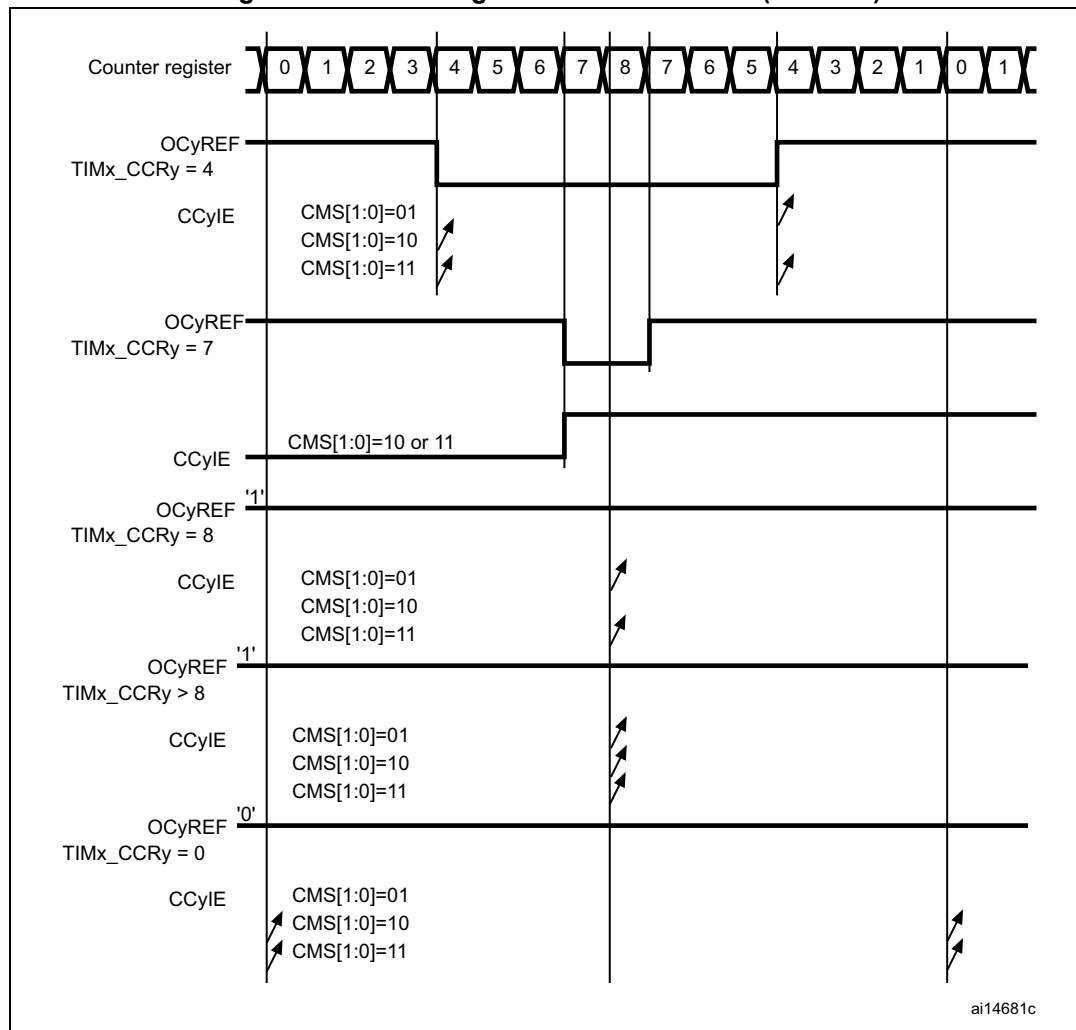 Counter register 0 1 2 3 4 5 6 7 8 7 6 5 4 3 2 1 0 1
OCyREF
TIMx_CCRy = 4
CCyIE CMS[1:0]=01
CMS[1:0]=10
CMS[1:0]=11
OCyREF
TIMx_CCRy = 7
CMS[1:0]=10 or 11
CCyIE
OCyREF '1'
TIMx_CCRy = 8
CCyIE CMS[1:0]=01
CMS[1:0]=10
CMS[1:0]=11
OCyREF '1'
TIMx_CCRy > 8
CCyIE CMS[1:0]=01
CMS[1:0]=10
CMS[1:0]=11
OCyREF '0'
TIMx_CCRy = 0
CCyIE CMS[1:0]=01
CMS[1:0]=10
CMS[1:0]=11
ai14681c